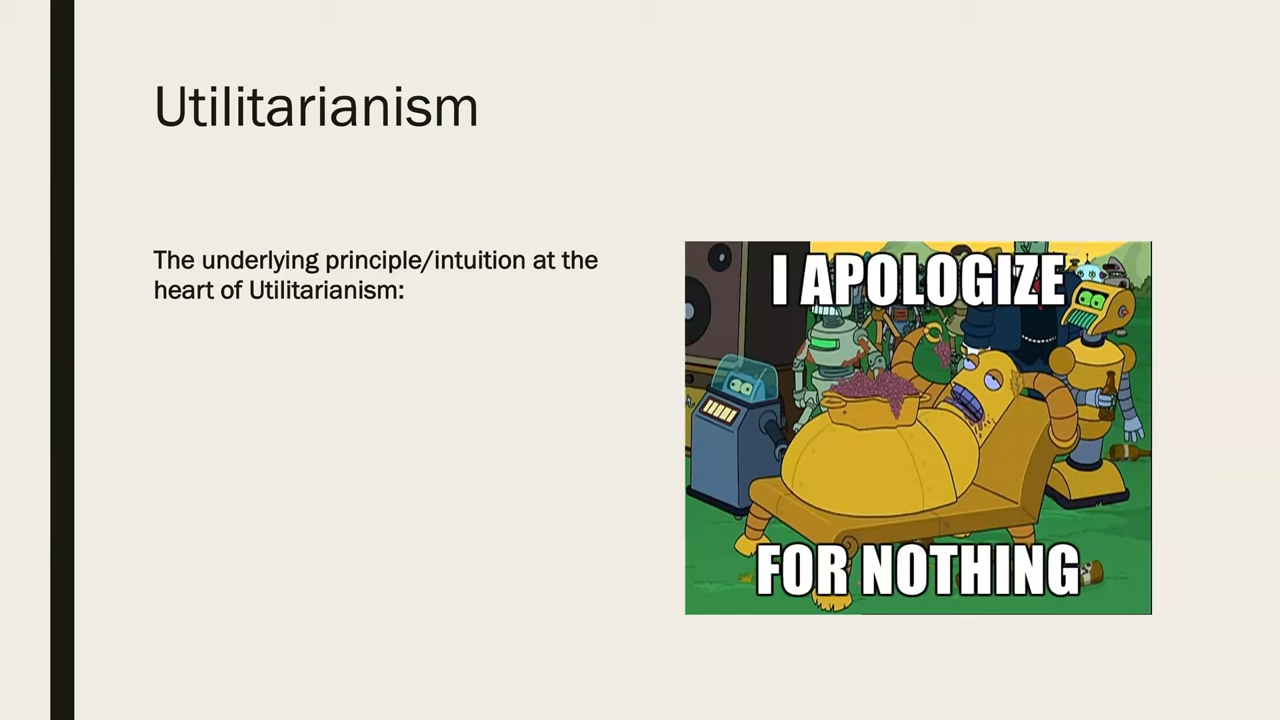 Utilitarianism
The underlying principle/intuition at the
heart of Utilitarianism:
I APOLOGIZE
FOR NOTHING